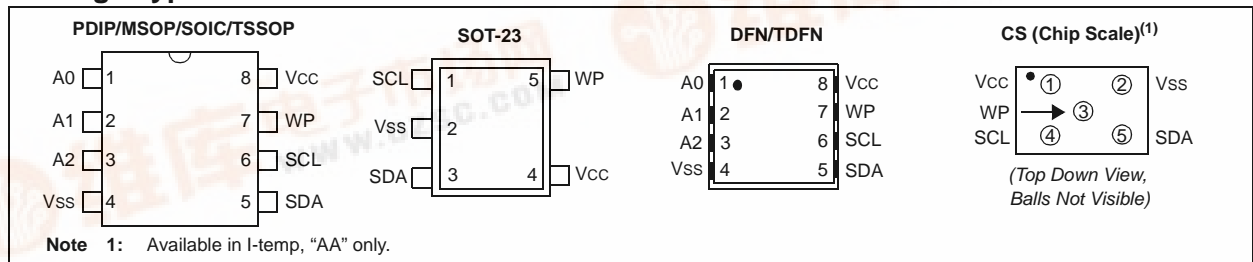 PDIP/MSOP/SOIC/TSSOP
A0 1 8 VCC
A1 2 7 WP
A2 3 6 SCL
VSS 4 5 SDA
SOT-23
SCL 1 5 WP
VSS 2
SDA 3 4 VCC
DFN/TDFN
A0 1 8 VCC
A1 2 7 WP
A2 3 6 SCL
VSS 4 5 SDA
CS (Chip Scale)(1)
VCC 1 2 VSS
WP 3
SCL 4 5 SDA
(Top Down View,
Balls Not Visible)
Note 1: Available in I-temp, “AA” only.